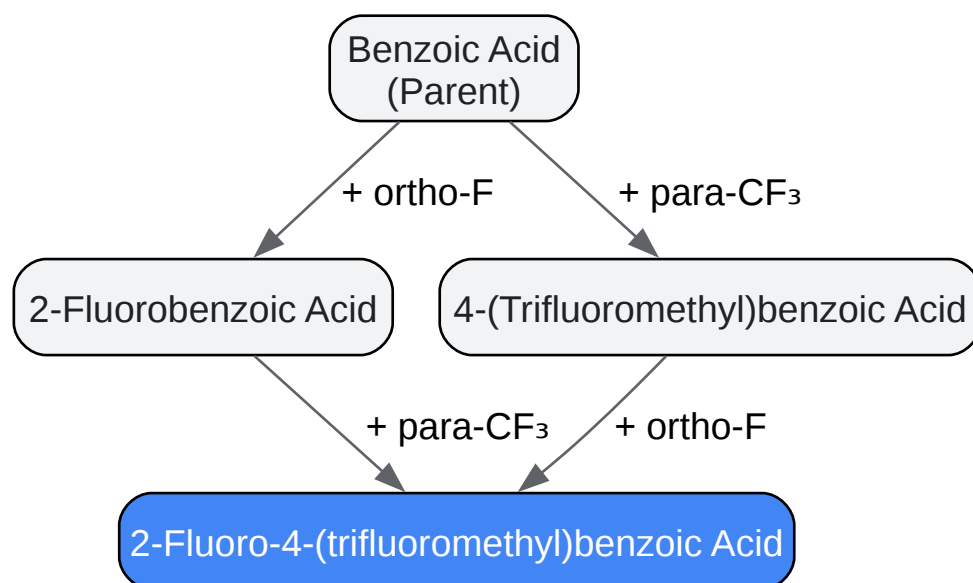 Benzoic Acid
(Parent)
+ ortho-F
+ para-CF₃
2-Fluorobenzoic Acid
4-(Trifluoromethyl)benzoic Acid
+ para-CF₃
+ ortho-F
2-Fluoro-4-(trifluoromethyl)benzoic Acid